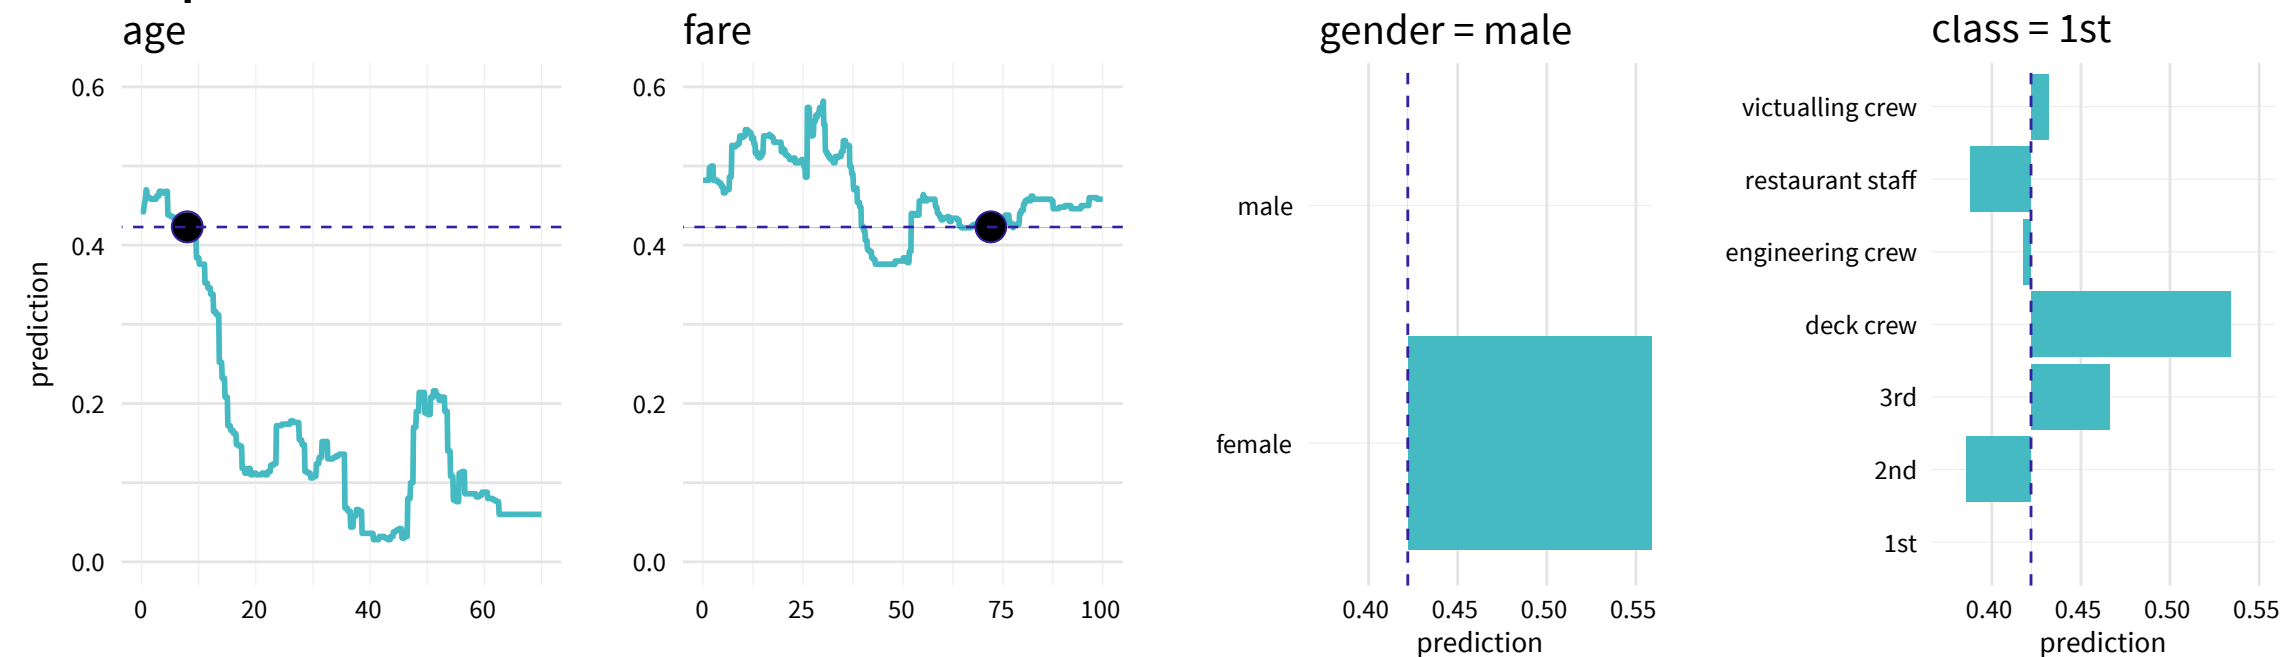 age
fare
gender = male
class = 1st
prediction
0.6
0.4
0.2
0.0
0
20
40
60
0.6
0.4
0.2
0.0
0
25
50
75
100
male
female
0.40
0.45
0.50
0.55
prediction
victualling crew
restaurant staff
engineering crew
deck crew
3rd
2nd
1st
0.40
0.45
0.50
0.55
prediction